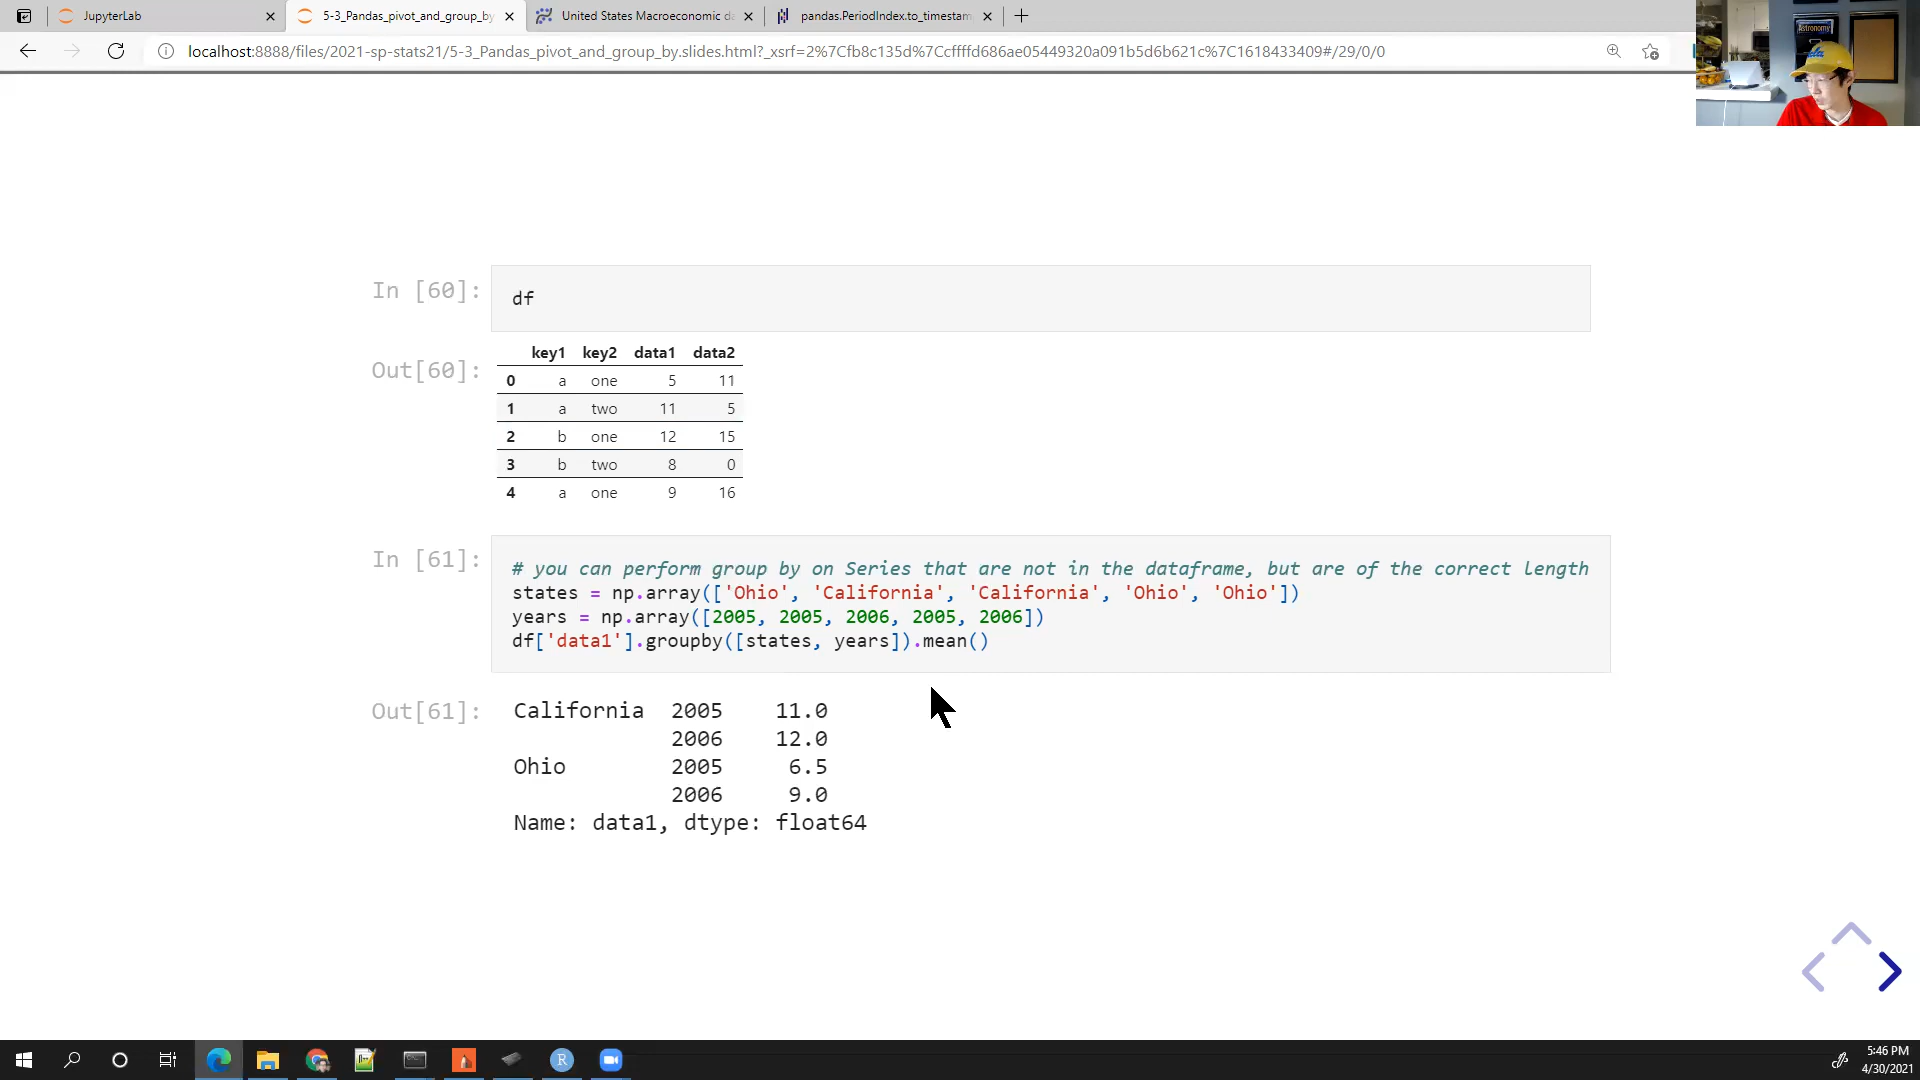 JupyterLab
5-3_Pandas_pivot_and_group_by
United States Macroeconomic da
pandas.PeriodIndex.to_timestam
localhost:8888/files/2021-sp-stats21/5-3_Pandas_pivot_and_group_by.slides.html?_xsrf=2%7Cfb8c135d%7Ccffffd686ae05449320a091b5d6b621c%7C1618433409#/29/0/0
Astronomy
In [60]:
df
Out[60]:
key1 key2 data1 data2
0 a one 5 11
1 a two 11 5
2 b one 12 15
3 b two 8 0
4 a one 9 16
In [61]:
# you can perform group by on Series that are not in the dataframe, but are of the correct length
states = np.array(['Ohio', 'California', 'California', 'Ohio', 'Ohio'])
years = np.array([2005, 2005, 2006, 2005, 2006])
df['data1'].groupby([states, years]).mean()
Out[61]:
California 2005 11.0
2006 12.0
Ohio 2005 6.5
2006 9.0
Name: data1, dtype: float64
R
5:46 PM
4/30/2021